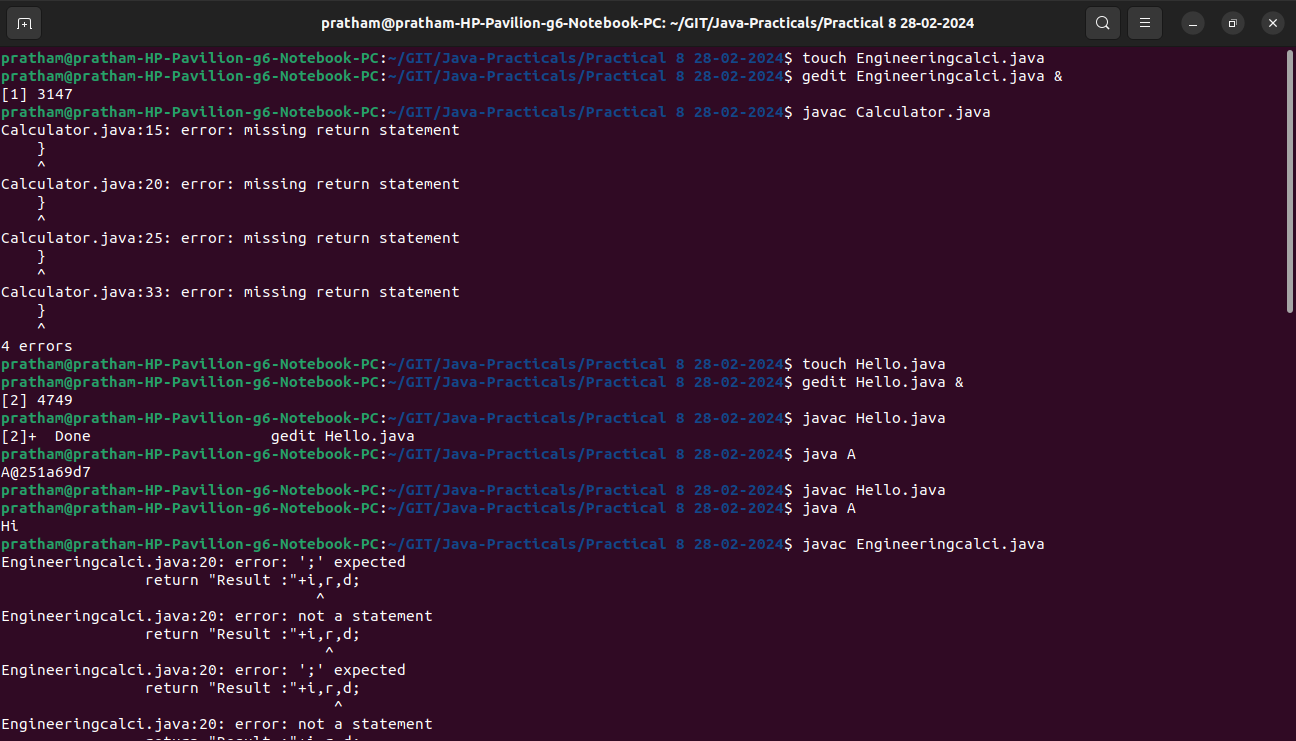 pratham@pratham-HP-Pavilion-g6-Notebook-PC: ~/GIT/Java-Practicals/Practical 8 28-02-2024
pratham@pratham-HP-Pavilion-g6-Notebook-PC:~/GIT/Java-Practicals/Practical 8 28-02-2024$ touch Engineeringcalci.java
pratham@pratham-HP-Pavilion-g6-Notebook-PC:~/GIT/Java-Practicals/Practical 8 28-02-2024$ gedit Engineeringcalci.java &
[1] 3147
pratham@pratham-HP-Pavilion-g6-Notebook-PC:~/GIT/Java-Practicals/Practical 8 28-02-2024$ javac Calculator.java
Calculator.java:15: error: missing return statement
    }
    ^
Calculator.java:20: error: missing return statement
    }
    ^
Calculator.java:25: error: missing return statement
    }
    ^
Calculator.java:33: error: missing return statement
    }
    ^
4 errors
pratham@pratham-HP-Pavilion-g6-Notebook-PC:~/GIT/Java-Practicals/Practical 8 28-02-2024$ touch Hello.java
pratham@pratham-HP-Pavilion-g6-Notebook-PC:~/GIT/Java-Practicals/Practical 8 28-02-2024$ gedit Hello.java &
[2] 4749
pratham@pratham-HP-Pavilion-g6-Notebook-PC:~/GIT/Java-Practicals/Practical 8 28-02-2024$ javac Hello.java
[2]+  Done                    gedit Hello.java
pratham@pratham-HP-Pavilion-g6-Notebook-PC:~/GIT/Java-Practicals/Practical 8 28-02-2024$ java A
A@251a69d7
pratham@pratham-HP-Pavilion-g6-Notebook-PC:~/GIT/Java-Practicals/Practical 8 28-02-2024$ javac Hello.java
pratham@pratham-HP-Pavilion-g6-Notebook-PC:~/GIT/Java-Practicals/Practical 8 28-02-2024$ java A
Hi
pratham@pratham-HP-Pavilion-g6-Notebook-PC:~/GIT/Java-Practicals/Practical 8 28-02-2024$ javac Engineeringcalci.java
Engineeringcalci.java:20: error: ';' expected
                return "Result :"+i,r,d;
                                   ^
Engineeringcalci.java:20: error: not a statement
                return "Result :"+i,r,d;
                                    ^
Engineeringcalci.java:20: error: ';' expected
                return "Result :"+i,r,d;
                                     ^
Engineeringcalci.java:20: error: not a statement
                return "Result :"+i,r,d;